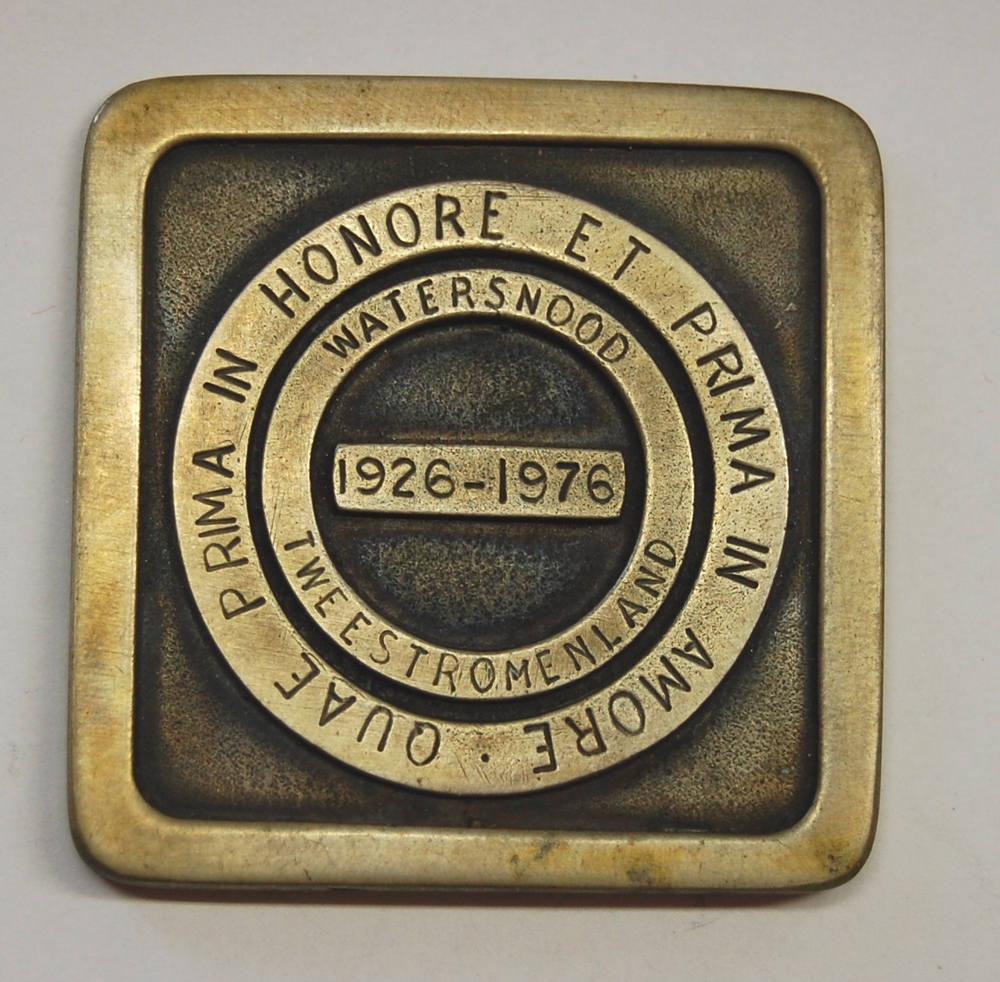 QUAE PRIMA IN HONORE ET PRIMA IN AMORE ·
WATERSNOOD
1926-1976
TWEESTROMENLAND